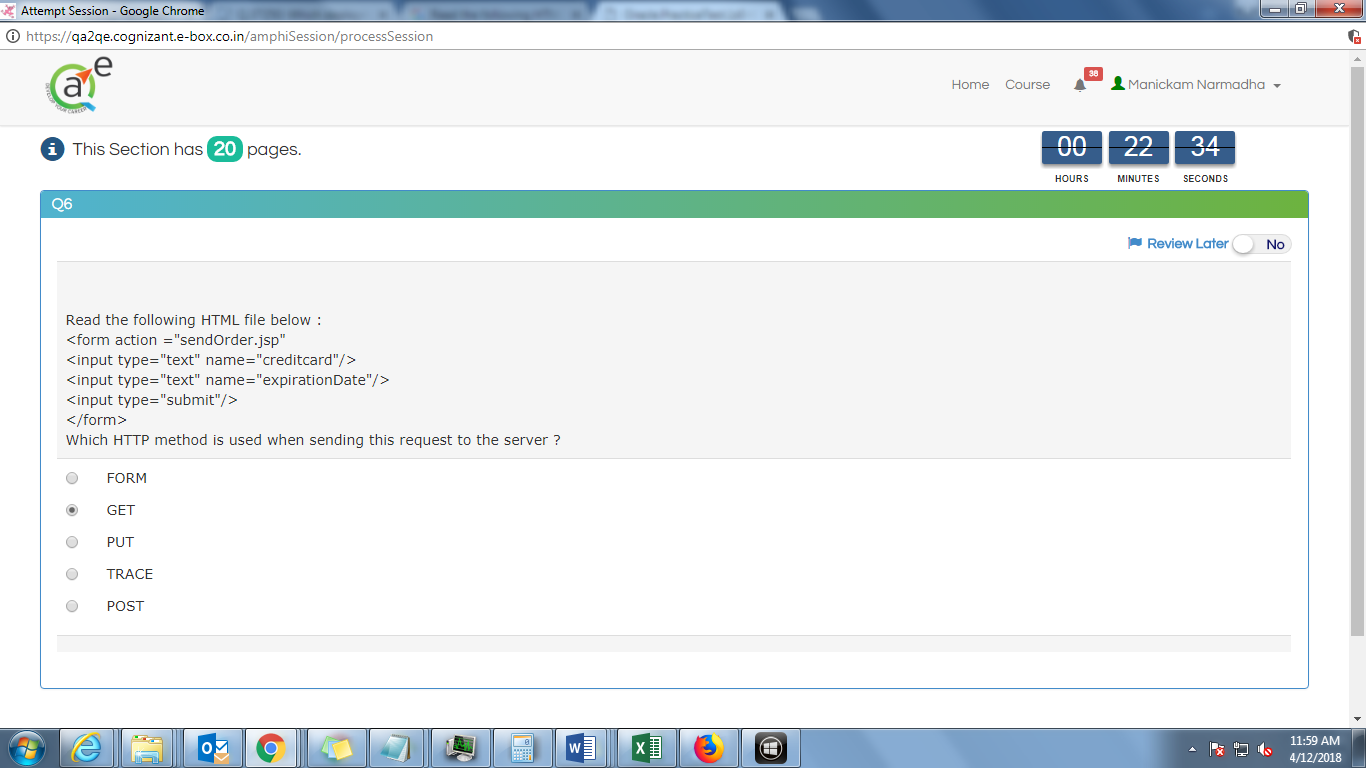 Attempt Session - Google Chrome
https://qa2qe.cognizant.e-box.co.in/amphiSession/processSession
a e
Home Course 36 Manickam Narmadha
This Section has 20 pages.
00 22 34
HOURS MINUTES SECONDS
Q6
Review Later No
Read the following HTML file below :
<form action ="sendOrder.jsp"
<input type="text" name="creditcard"/>
<input type="text" name="expirationDate"/>
<input type="submit"/>
</form>
Which HTTP method is used when sending this request to the server ?
FORM
GET
PUT
TRACE
POST
11:59 AM
4/12/2018